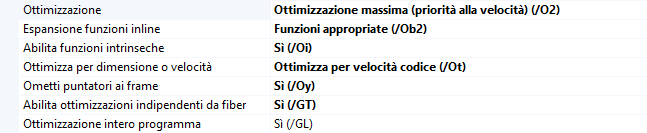 Ottimizzazione Ottimizzazione massima (priorità alla velocità) (/O2)
Espansione funzioni inline Funzioni appropriate (/Ob2)
Abilita funzioni intrinseche Sì (/Oi)
Ottimizza per dimensione o velocità Ottimizza per velocità codice (/Ot)
Ometti puntatori ai frame Sì (/Oy)
Abilita ottimizzazioni indipendenti da fiber Sì (/GT)
Ottimizzazione intero programma Sì (/GL)